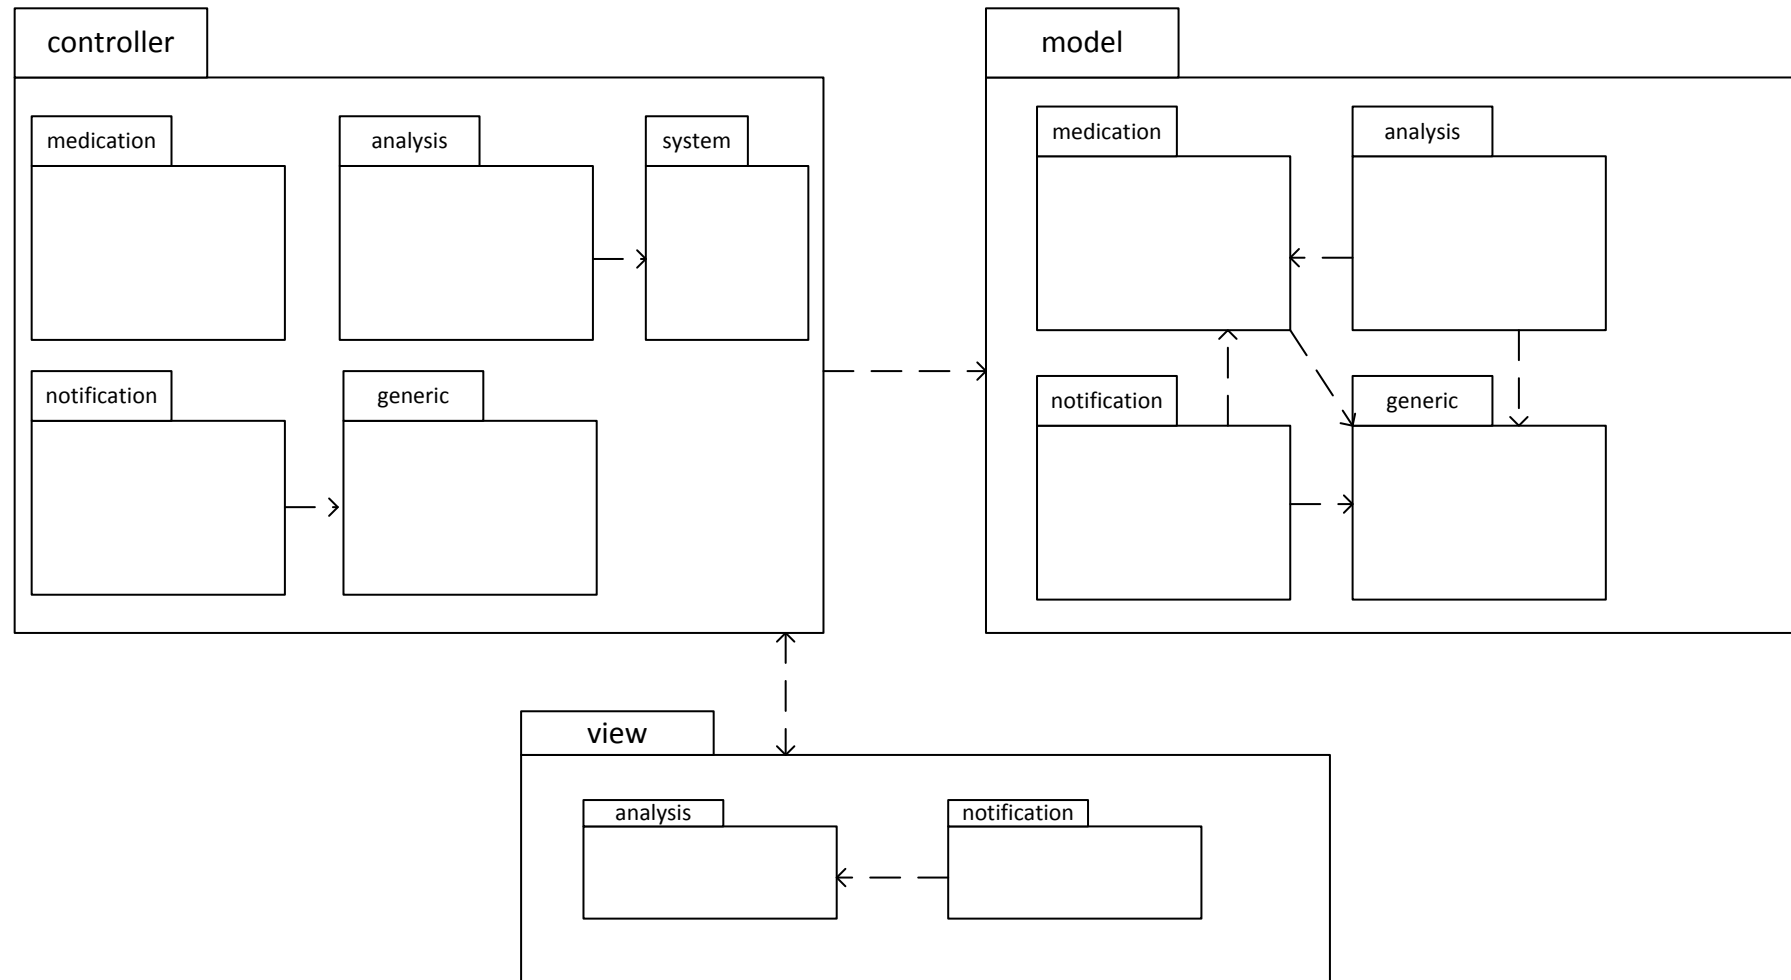 controller
medication
analysis
system
notification
generic
model
medication
analysis
notification
generic
view
analysis
notification